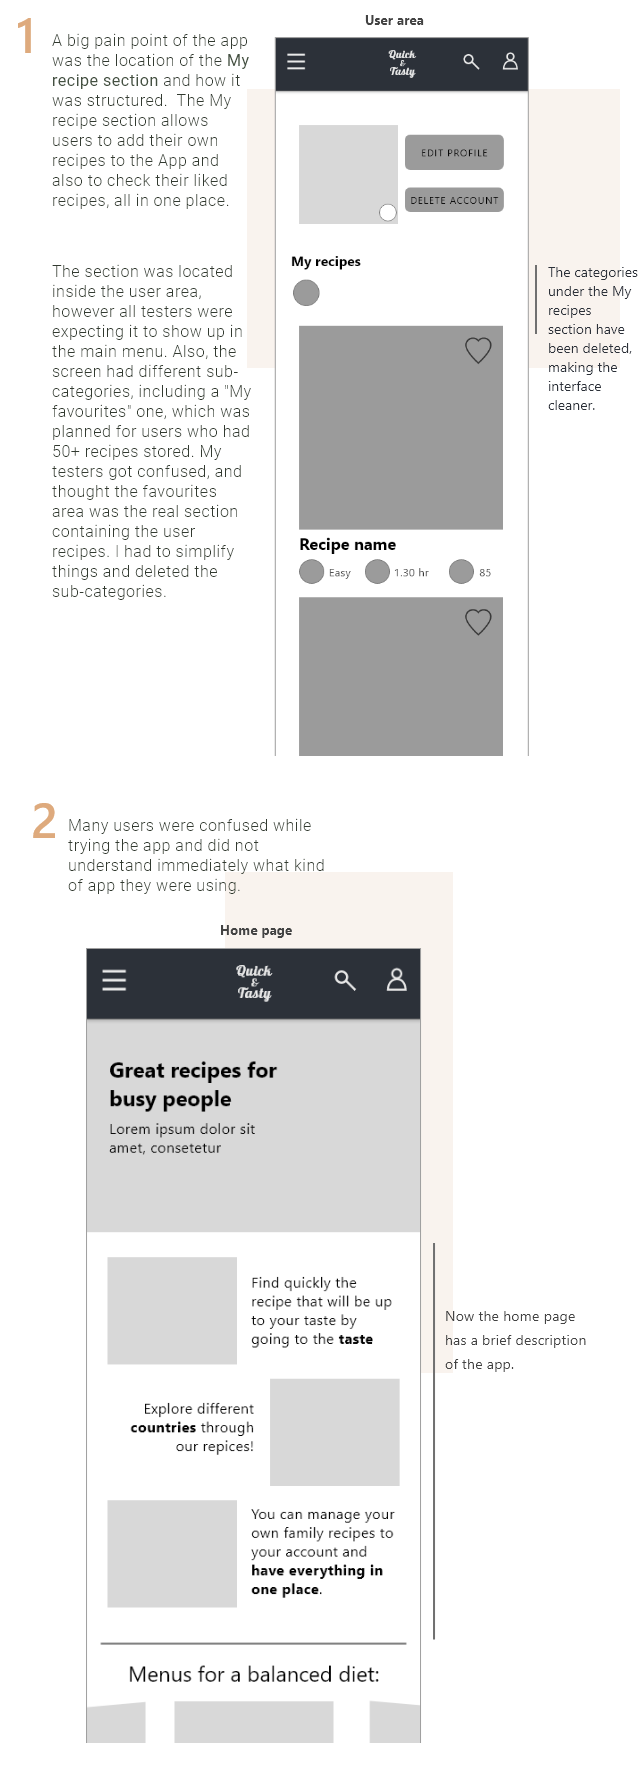 User area
1
A big pain point of the app
was the location of the My
recipe section and how it
was structured.  The My
recipe section allows
users to add their own
recipes to the App and
also to check their liked
recipes, all in one place.
The section was located
inside the user area,
however all testers were
expecting it to show up in
the main menu. Also, the
screen had different sub-
categories, including a "My
favourites" one, which was
planned for users who had
50+ recipes stored. My
testers got confused, and
thought the favourites
area was the real section
containing the user
recipes. I had to simplify
things and deleted the
sub-categories.
Quick
&
Tasty
EDIT PROFILE
DELETE ACCOUNT
My recipes
Recipe name
Easy
1.30 hr
85
The categories
under the My
recipes
section have
been deleted,
making the
interface
cleaner.
2
Many users were confused while
trying the app and did not
understand immediately what kind
of app they were using.
Home page
Quick
&
Tasty
Great recipes for
busy people
Lorem ipsum dolor sit
amet, consetetur
Find quickly the
recipe that will be up
to your taste by
going to the taste
Explore different
countries through
our repices!
You can manage your
own family recipes to
your account and
have everything in
one place.
Now the home page
has a brief description
of the app.
Menus for a balanced diet: